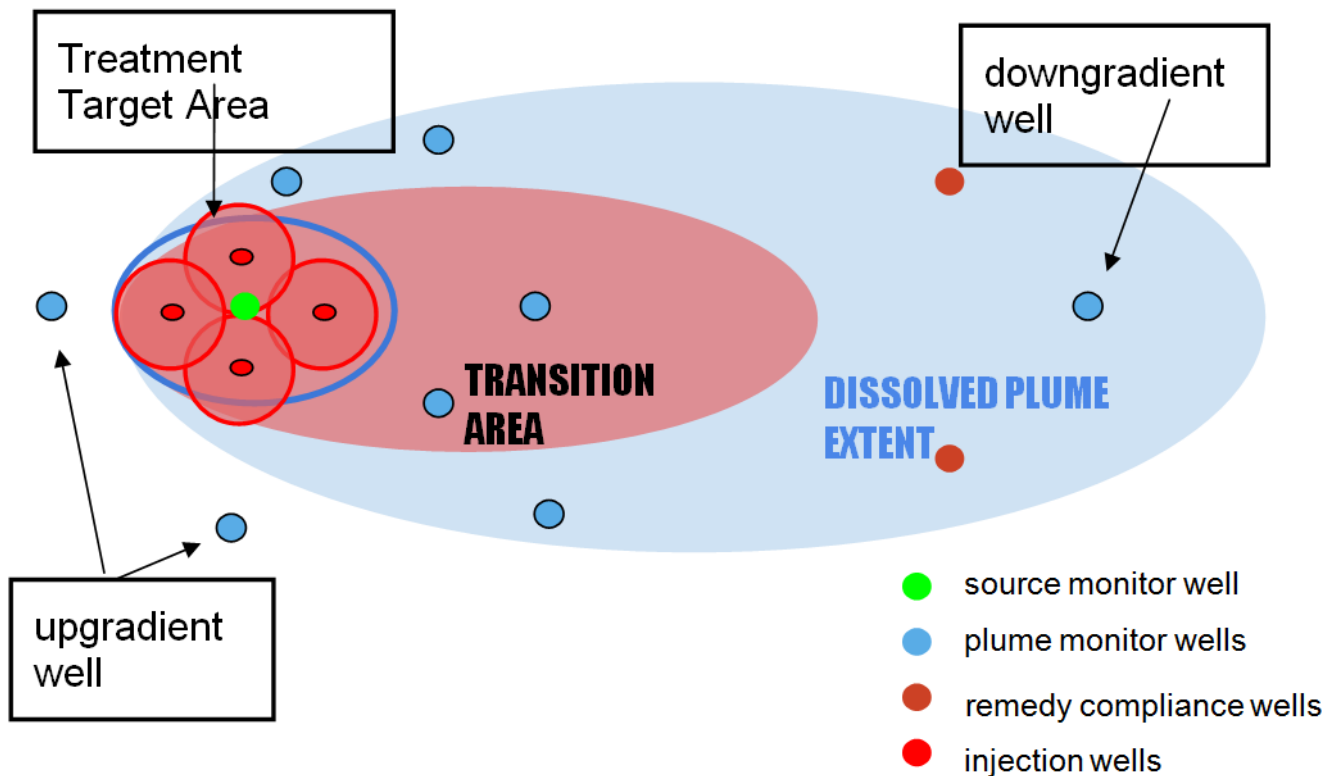 Treatment
Target Area
downgradient
well
TRANSITION
AREA
DISSOLVED PLUME
EXTENT
upgradient
well
source monitor well
plume monitor wells
remedy compliance wells
injection wells